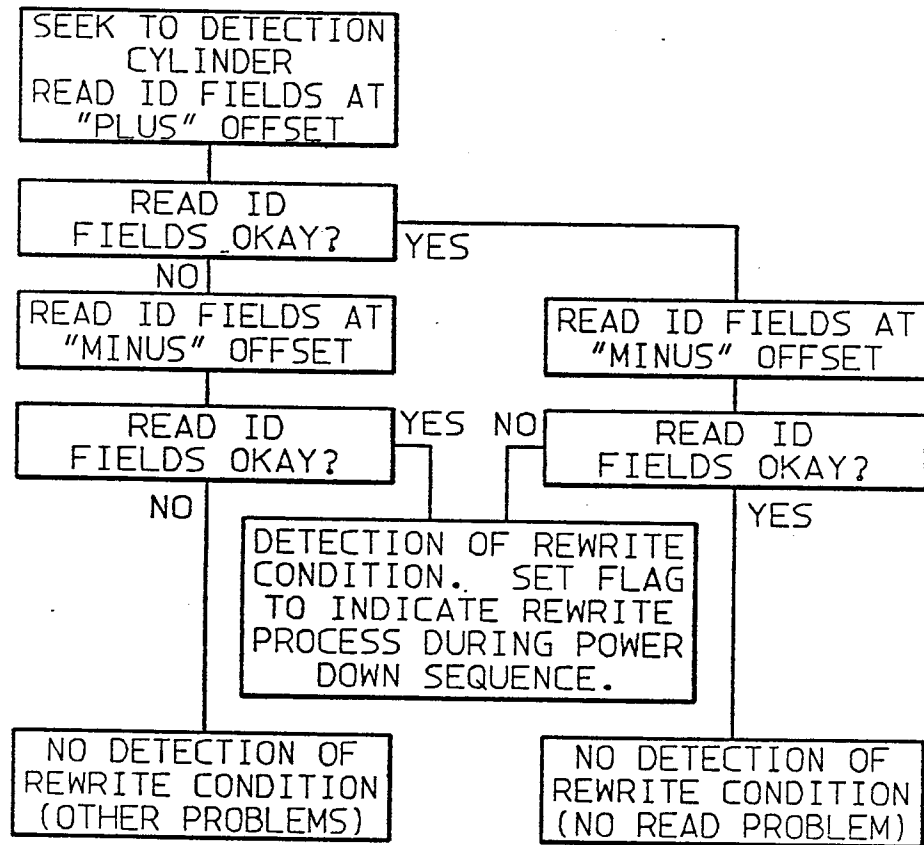 SEEK TO DETECTION
CYLINDER
READ ID FIELDS AT
"PLUS" OFFSET
READ ID
FIELDS OKAY?
YES
NO
READ ID FIELDS AT
"MINUS" OFFSET
READ ID FIELDS AT
"MINUS" OFFSET
READ ID
FIELDS OKAY?
YES
NO
READ ID
FIELDS OKAY?
NO
YES
DETECTION OF REWRITE
CONDITION. SET FLAG
TO INDICATE REWRITE
PROCESS DURING POWER
DOWN SEQUENCE.
NO DETECTION OF
REWRITE CONDITION
(OTHER PROBLEMS)
NO DETECTION OF
REWRITE CONDITION
(NO READ PROBLEM)